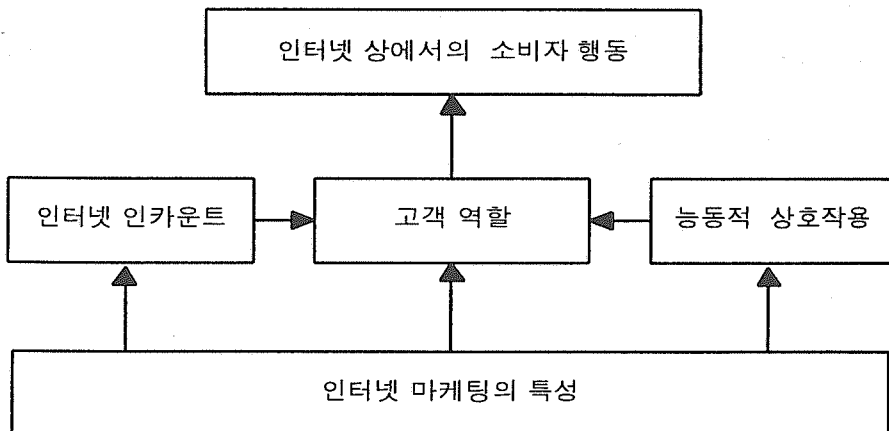 인터넷 상에서의 소비자 행동
인터넷 인카운트
고객 역할
능동적 상호작용
인터넷 마케팅의 특성